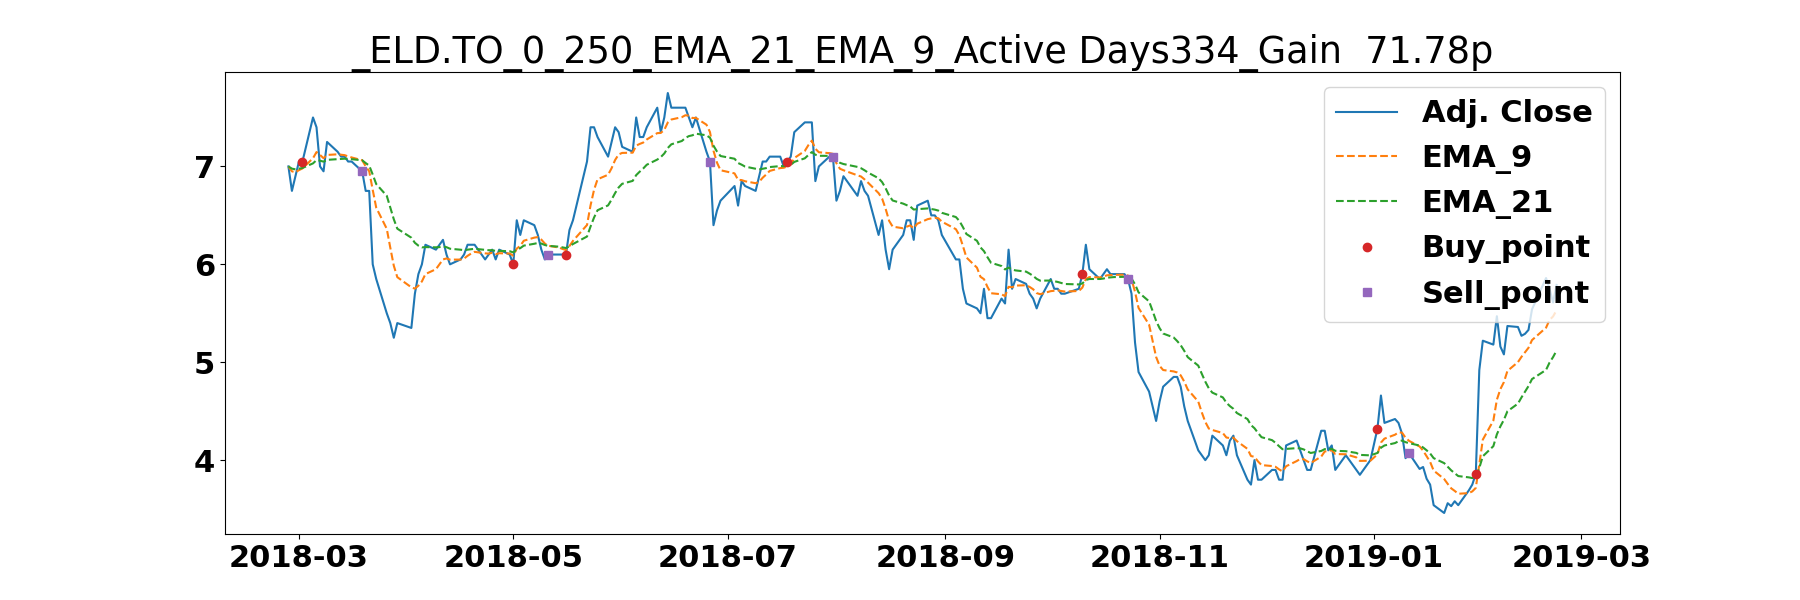 _ELD.TO_0_250_EMA_21_EMA_9_Active Days334_Gain  71.78p
Adj. Close
EMA_9
EMA_21
Buy_point
Sell_point
7
6
5
4
2018-03 2018-05 2018-07 2018-09 2018-11 2019-01 2019-03